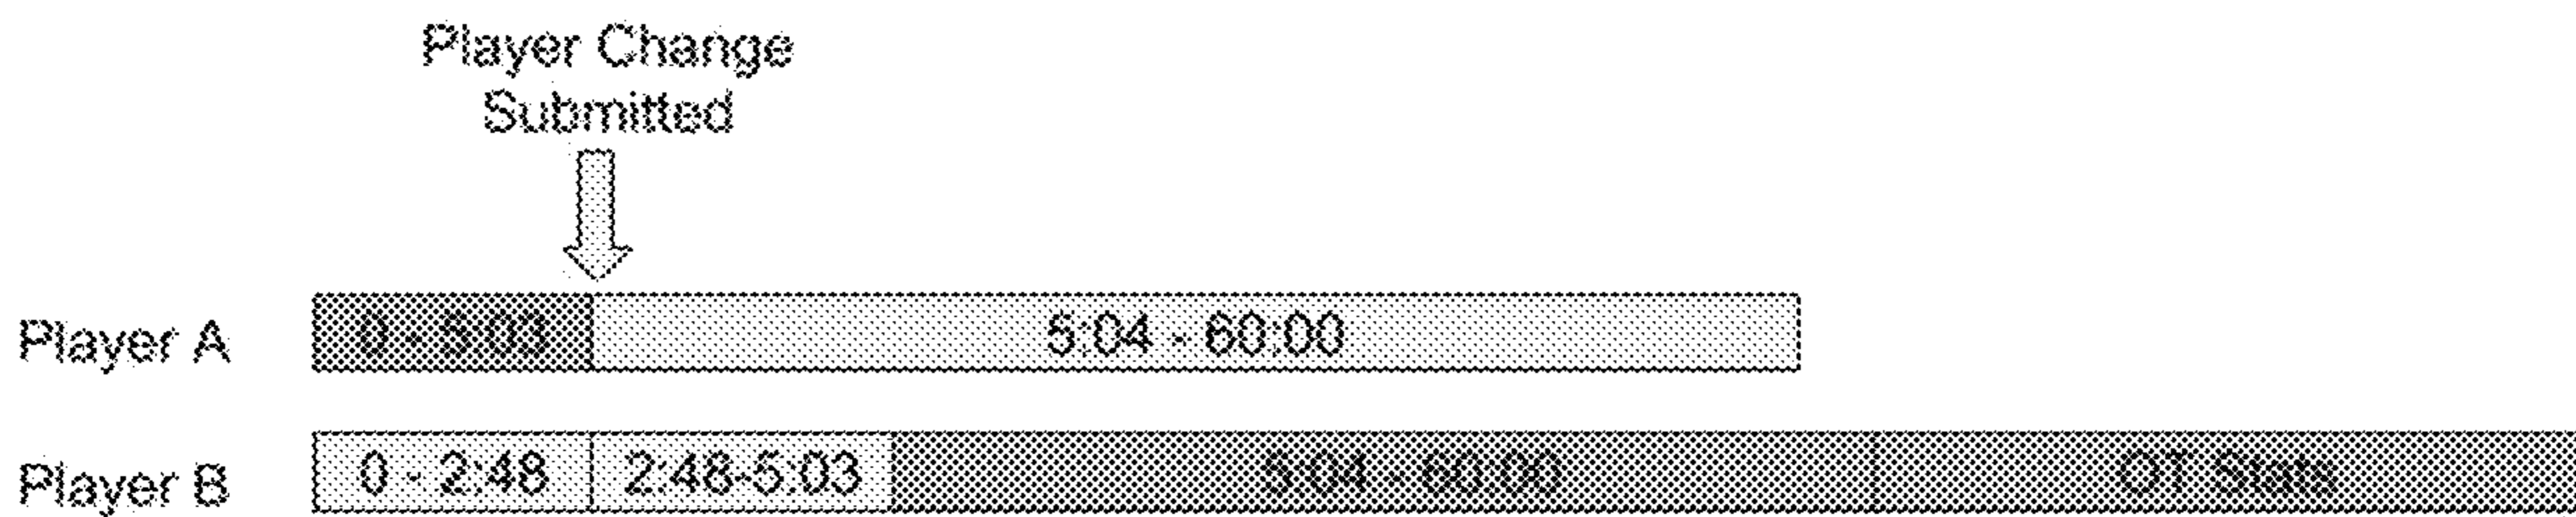 Player Change
Submitted
Player A 0 - 5:03 5:04 - 60:00
Player B 0 - 2:48 2:48-5:03 5:04 - 60:00 OT Stats